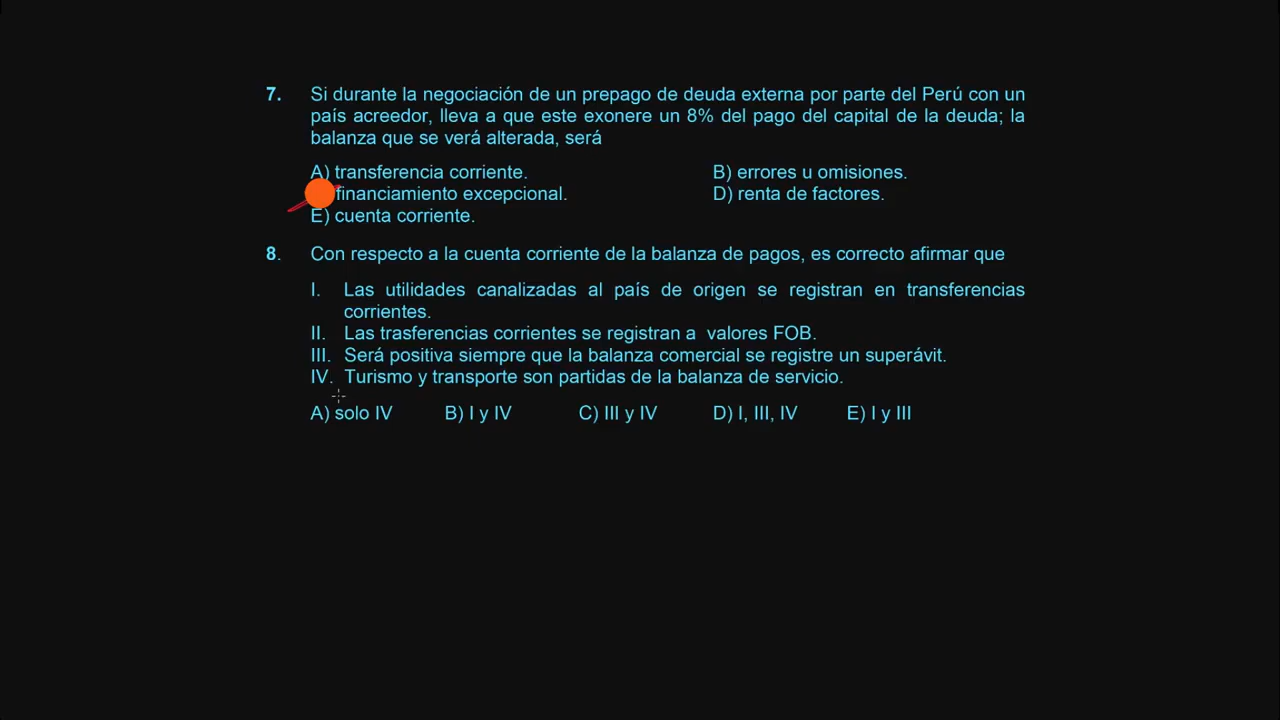 7. Si durante la negociación de un prepago de deuda externa por parte del Perú con un
país acreedor, lleva a que este exonere un 8% del pago del capital de la deuda; la
balanza que se verá alterada, será
A) transferencia corriente. B) errores u omisiones.
financiamiento excepcional. D) renta de factores.
E) cuenta corriente.
8. Con respecto a la cuenta corriente de la balanza de pagos, es correcto afirmar que
I. Las utilidades canalizadas al país de origen se registran en transferencias
corrientes.
II. Las trasferencias corrientes se registran a valores FOB.
III. Será positiva siempre que la balanza comercial se registre un superávit.
IV. Turismo y transporte son partidas de la balanza de servicio.
A) solo IV B) I y IV C) III y IV D) I, III, IV E) I y III